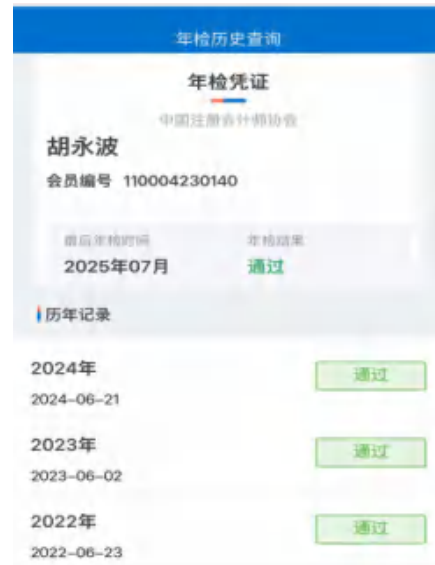 年检历史查询
年检凭证
中国注册会计师协会
胡永波
会员编号 110004230140
最后年检时间 年检结果
2025年07月 通过
历年记录
2024年 通过
2024-06-21
2023年 通过
2023-06-02
2022年 通过
2022-06-23